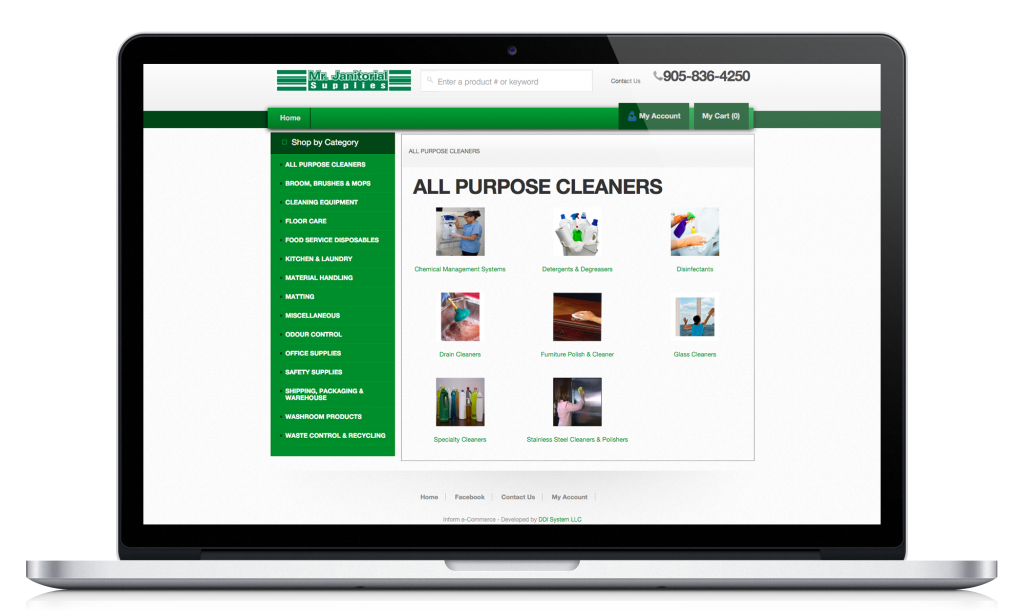 Mr. Janitorial
Supplies
Enter a product # or keyword
Contact Us
905-836-4250
Home
My Account
My Cart (0)
Shop by Category
ALL PURPOSE CLEANERS
BROOM, BRUSHES & MOPS
CLEANING EQUIPMENT
FLOOR CARE
FOOD SERVICE DISPOSABLES
KITCHEN & LAUNDRY
MATERIAL HANDLING
MATTING
MISCELLANEOUS
ODOUR CONTROL
OFFICE SUPPLIES
SAFETY SUPPLIES
SHIPPING, PACKAGING &
WAREHOUSE
WASHROOM PRODUCTS
WASTE CONTROL & RECYCLING
ALL PURPOSE CLEANERS
ALL PURPOSE CLEANERS
Chemical Management Systems
Detergents & Degreasers
Disinfectants
Drain Cleaners
Furniture Polish & Cleaner
Glass Cleaners
Specialty Cleaners
Stainless Steel Cleaners & Polishers
Home
Facebook
Contact Us
My Account
Inform e-Commerce - Developed by DDI System LLC